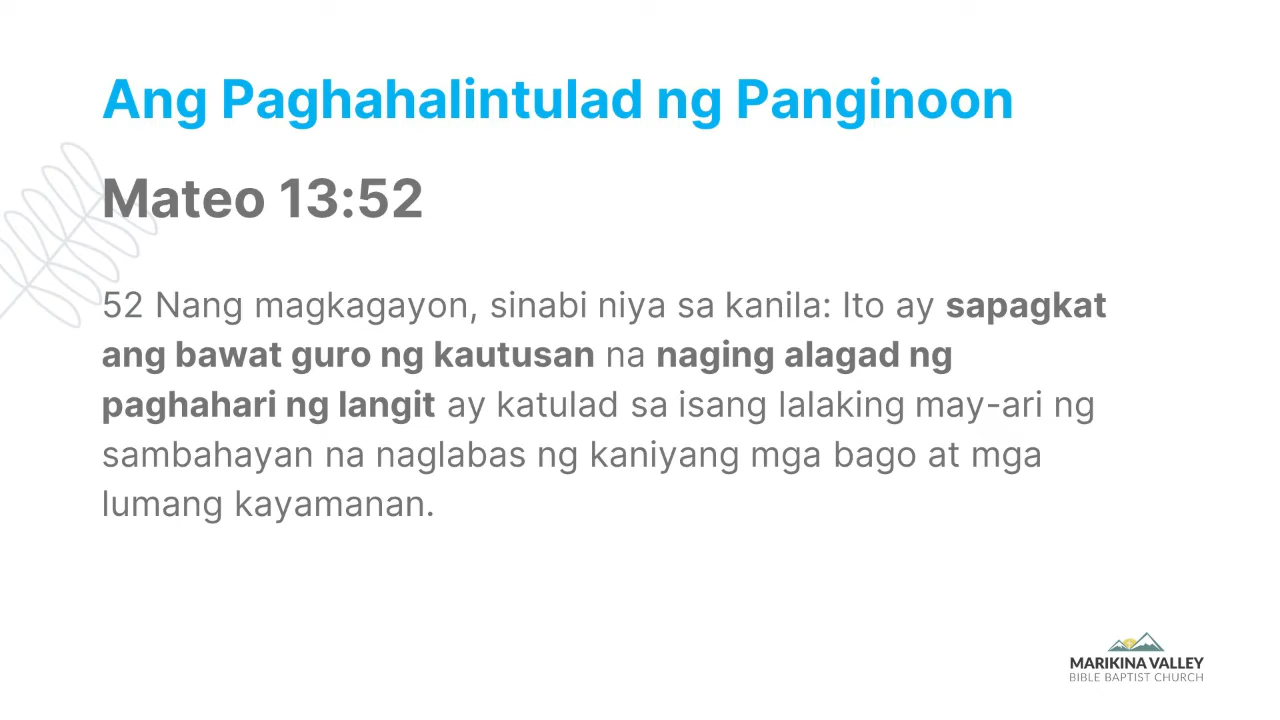 Ang Paghahalintulad ng Panginoon
Mateo 13:52
52 Nang magkagayon, sinabi niya sa kanila: Ito ay sapagkat
ang bawat guro ng kautusan na naging alagad ng
paghahari ng langit ay katulad sa isang lalaking may-ari ng
sambahayan na naglabas ng kaniyang mga bago at mga
lumang kayamanan.
MARIKINA VALLEY
BIBLE BAPTIST CHURCH